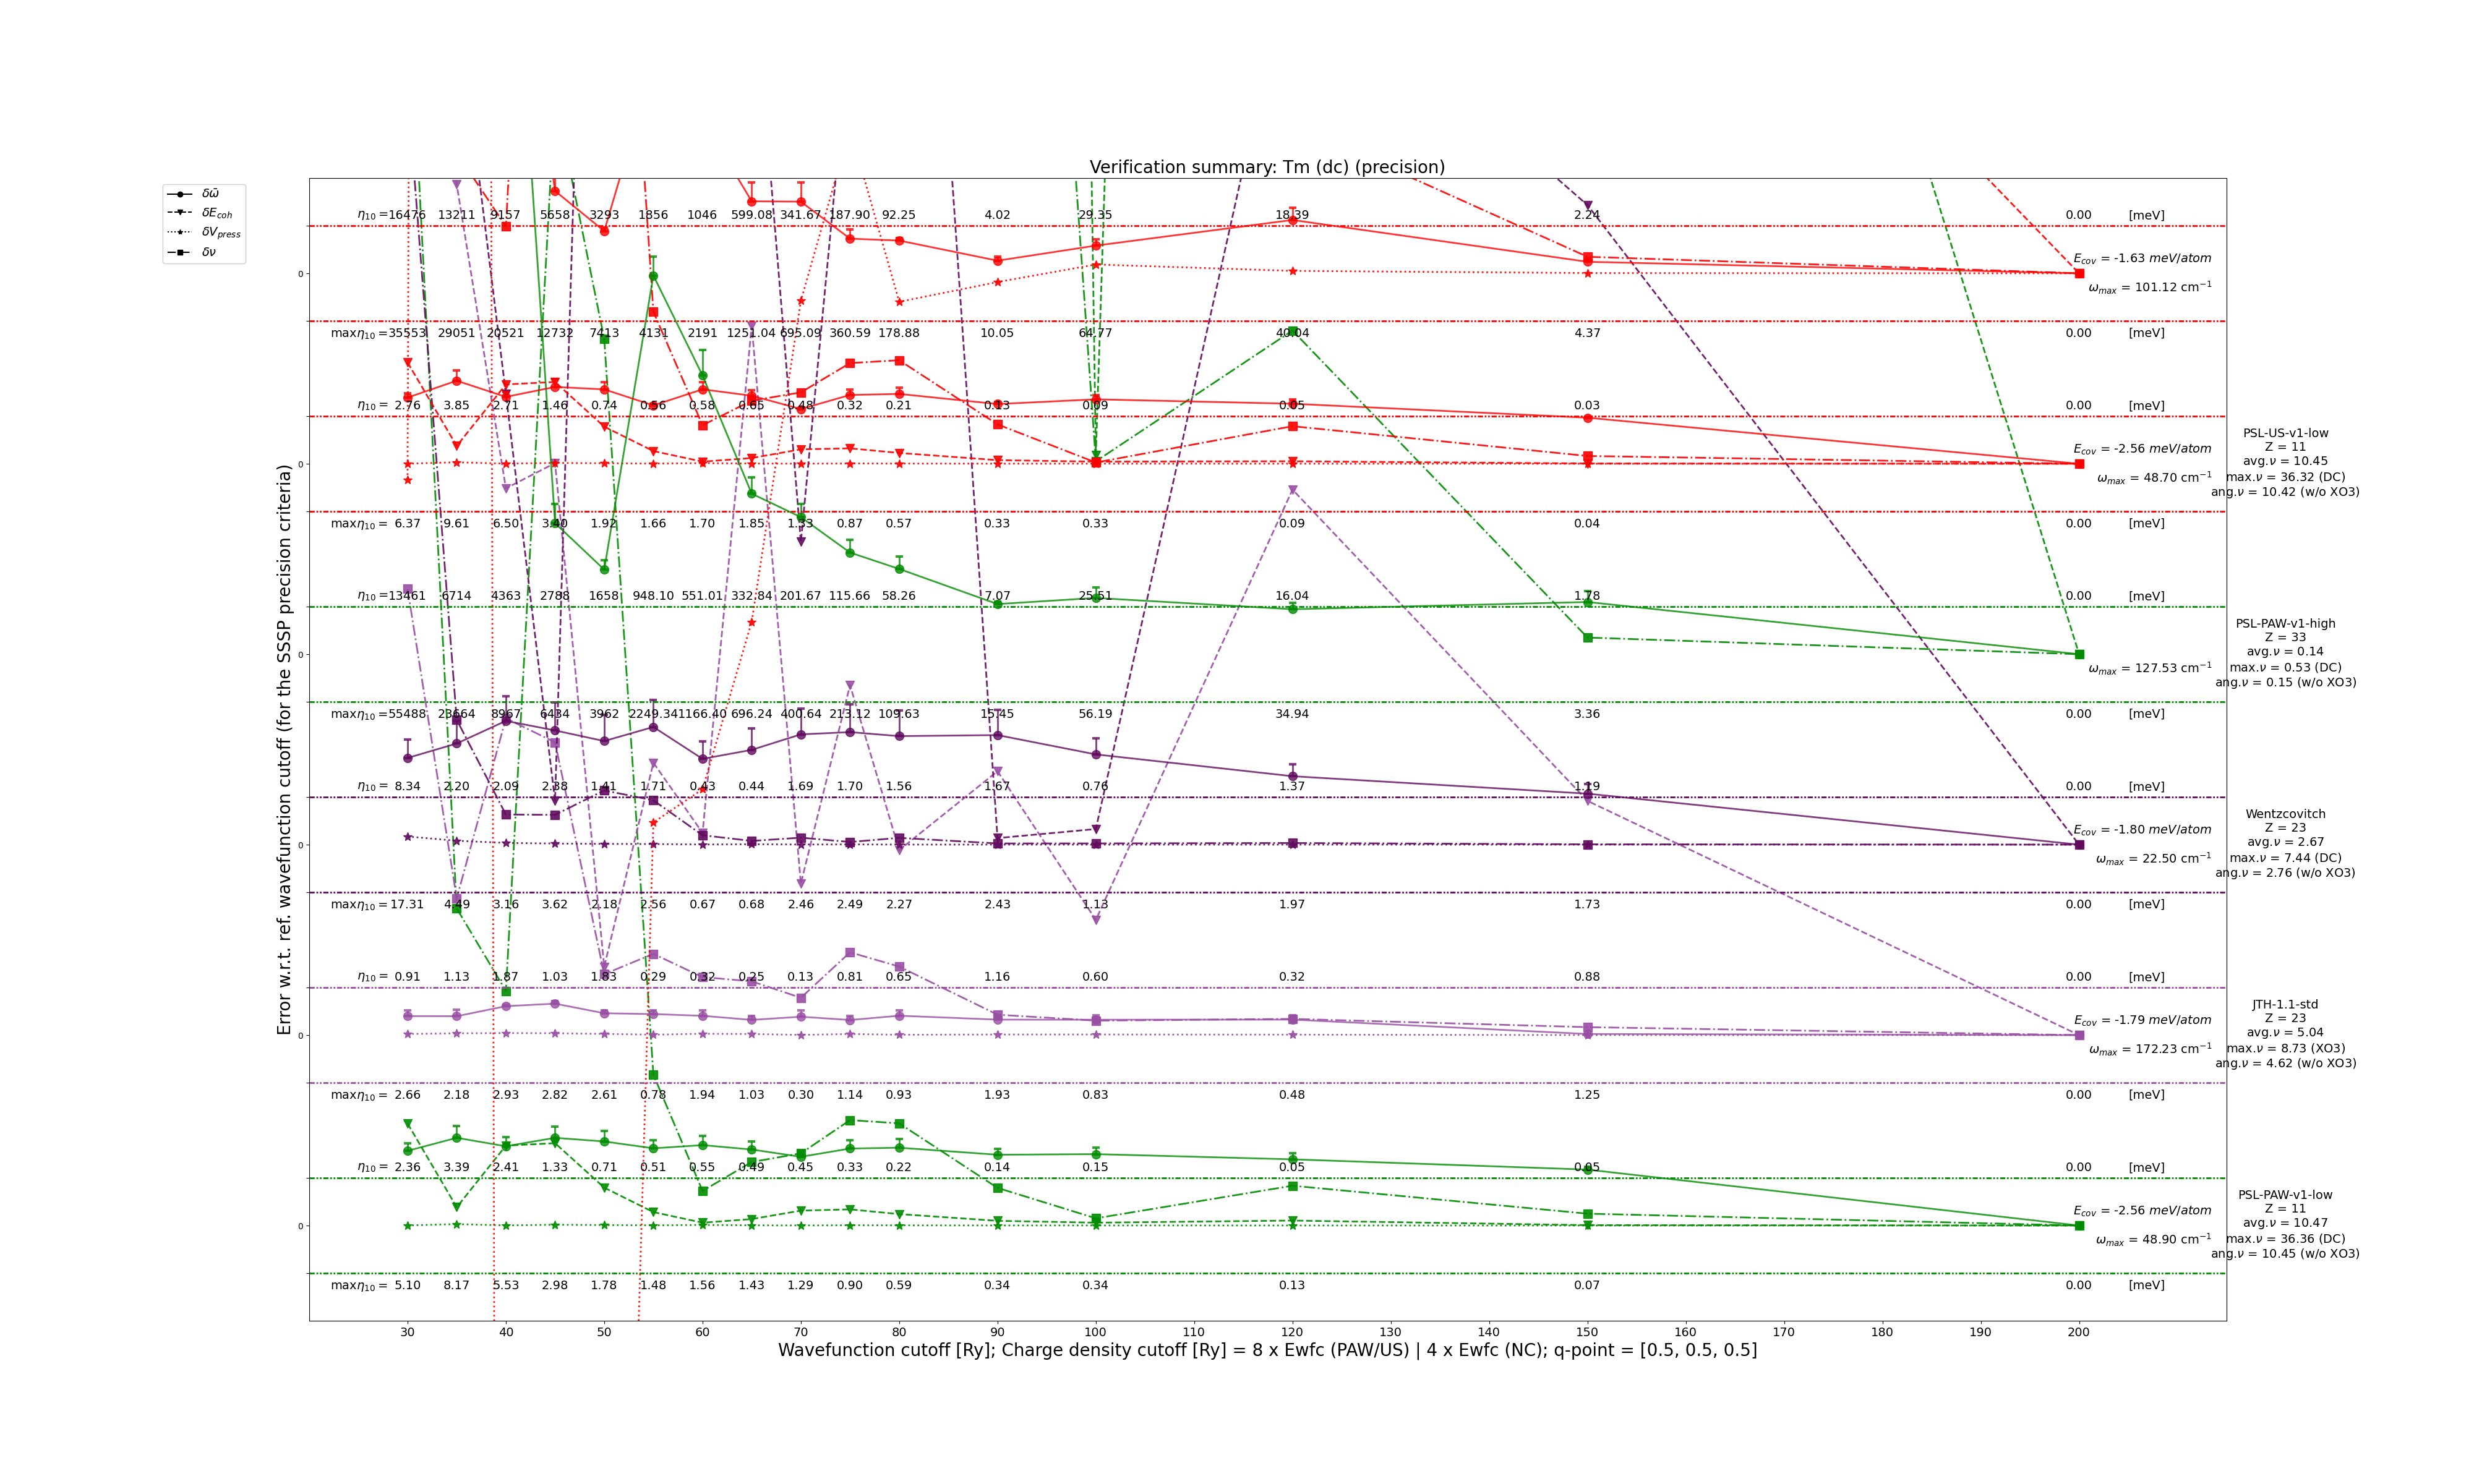 Verification summary: Tm (dc) (precision)
δω̄
δE_coh
δV_press
δν
η₁₀ = 16476 13211 9157 5658 3293 1856 1046 599.08 341.67 187.90 92.25 4.02 29.35 18.39 2.24 0.00 [meV]
0
E_cov = -1.63 meV/atom
ω_max = 101.12 cm⁻¹
maxη₁₀ = 35553 29051 20521 12732 7413 4131 2191 1251.04 695.09 360.59 178.88 10.05 64.77 40.04 4.37 0.00 [meV]
η₁₀ = 2.76 3.85 2.71 1.46 0.74 0.56 0.58 0.65 0.48 0.32 0.21 0.13 0.09 0.05 0.03 0.00 [meV]
0
E_cov = -2.56 meV/atom
ω_max = 48.70 cm⁻¹
PSL-US-v1-low
Z = 11
avg.ν = 10.45
max.ν = 36.32 (DC)
ang.ν = 10.42 (w/o XO3)
maxη₁₀ = 6.37 9.61 6.50 3.40 1.92 1.66 1.70 1.85 1.33 0.87 0.57 0.33 0.33 0.09 0.04 0.00 [meV]
η₁₀ = 13461 6714 4363 2788 1658 948.10 551.01 332.84 201.67 115.66 58.26 7.07 25.51 16.04 1.78 0.00 [meV]
0
ω_max = 127.53 cm⁻¹
PSL-PAW-v1-high
Z = 33
avg.ν = 0.14
max.ν = 0.53 (DC)
ang.ν = 0.15 (w/o XO3)
maxη₁₀ = 55488 23664 8967 6434 3962 2249.34 1166.40 696.24 400.64 213.12 109.63 15.45 56.19 34.94 3.36 0.00 [meV]
η₁₀ = 8.34 2.20 2.09 2.38 1.41 1.71 0.43 0.44 1.69 1.70 1.56 1.67 0.76 1.37 1.19 0.00 [meV]
0
E_cov = -1.80 meV/atom
ω_max = 22.50 cm⁻¹
Wentzcovitch
Z = 23
avg.ν = 2.67
max.ν = 7.44 (DC)
ang.ν = 2.76 (w/o XO3)
maxη₁₀ = 17.31 4.49 3.16 3.62 2.18 2.56 0.67 0.68 2.46 2.49 2.27 2.43 1.13 1.97 1.73 0.00 [meV]
η₁₀ = 0.91 1.13 1.87 1.03 1.83 0.29 0.32 0.25 0.13 0.81 0.65 1.16 0.60 0.32 0.88 0.00 [meV]
0
E_cov = -1.79 meV/atom
ω_max = 172.23 cm⁻¹
JTH-1.1-std
Z = 23
avg.ν = 5.04
max.ν = 8.73 (XO3)
ang.ν = 4.62 (w/o XO3)
maxη₁₀ = 2.66 2.18 2.93 2.82 2.61 0.78 1.94 1.03 0.30 1.14 0.93 1.93 0.83 0.48 1.25 0.00 [meV]
η₁₀ = 2.36 3.39 2.41 1.33 0.71 0.51 0.55 0.49 0.45 0.33 0.22 0.14 0.15 0.05 0.05 0.00 [meV]
0
E_cov = -2.56 meV/atom
ω_max = 48.90 cm⁻¹
PSL-PAW-v1-low
Z = 11
avg.ν = 10.47
max.ν = 36.36 (DC)
ang.ν = 10.45 (w/o XO3)
maxη₁₀ = 5.10 8.17 5.53 2.98 1.78 1.48 1.56 1.43 1.29 0.90 0.59 0.34 0.34 0.13 0.07 0.00 [meV]
30 40 50 60 70 80 90 100 110 120 130 140 150 160 170 180 190 200
Wavefunction cutoff [Ry]; Charge density cutoff [Ry] = 8 x Ewfc (PAW/US) | 4 x Ewfc (NC); q-point = [0.5, 0.5, 0.5]
Error w.r.t. ref. wavefunction cutoff (for the SSSP precision criteria)